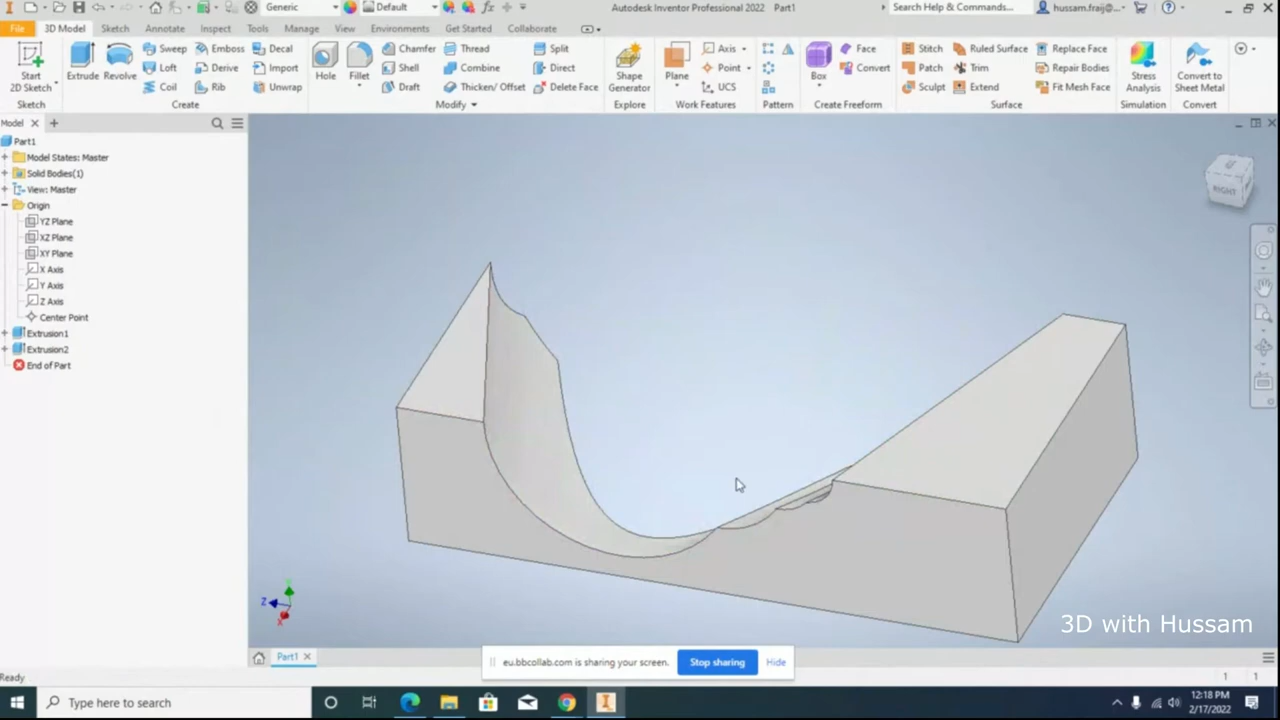 Generic
Default
Autodesk Inventor Professional 2022 Part1
Search Help & Commands...
hussam.fraij@...
File 3D Model Sketch Annotate Inspect Tools Manage View Environments Get Started Collaborate
Start
2D Sketch
Sketch
Extrude
Revolve
Sweep Emboss Decal
Loft Derive Import
Coil Rib Unwrap
Create
Hole
Fillet
Chamfer Thread Split
Shell Combine Direct
Draft Thicken/ Offset Delete Face
Modify
Shape
Generator
Explore
Plane
Axis
Point
UCS
Work Features
Pattern
Box
Face
Convert
Create Freeform
Stitch Ruled Surface Replace Face
Patch Trim Repair Bodies
Sculpt Extend Fit Mesh Face
Surface
Stress
Analysis
Simulation
Convert to
Sheet Metal
Convert
Model
Part1
Model States: Master
Solid Bodies(1)
View: Master
Origin
YZ Plane
XZ Plane
XY Plane
X Axis
Y Axis
Z Axis
Center Point
Extrusion1
Extrusion2
End of Part
RIGHT
Z
X
3D with Hussam
Part1
eu.bbcollab.com is sharing your screen. Stop sharing Hide
Ready
1 1
Type here to search
12:18 PM
2/17/2022